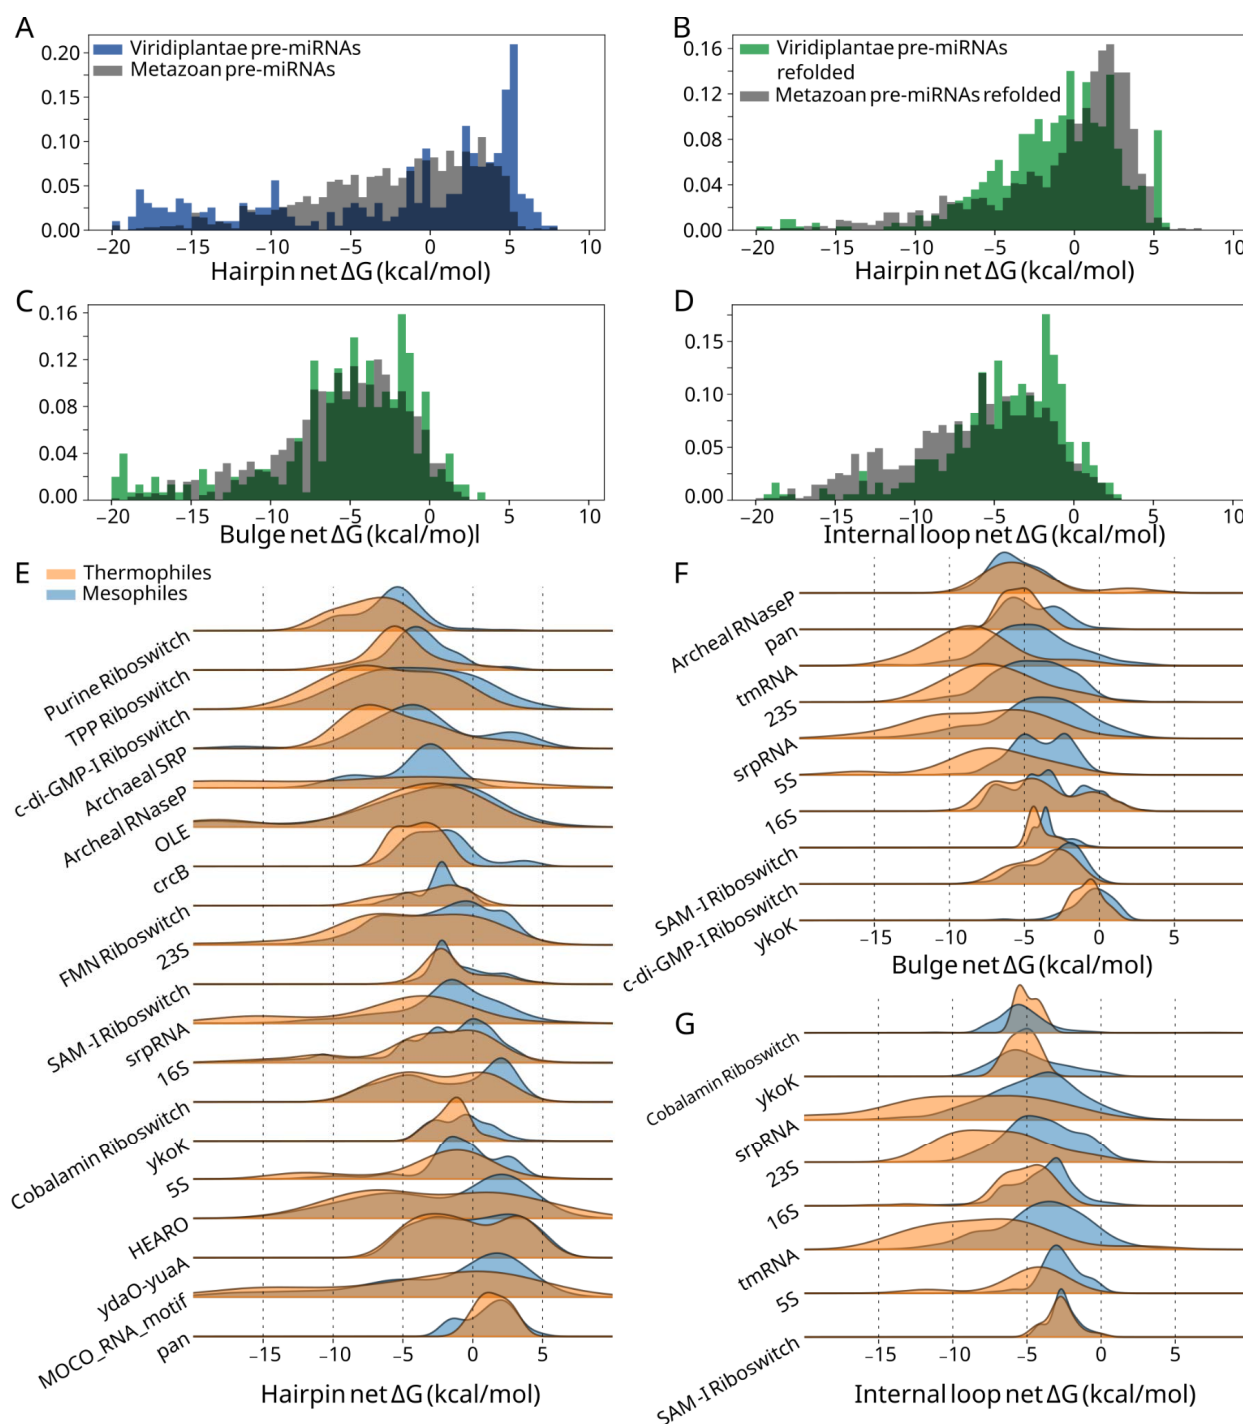 A
Viridiplantae pre-miRNAs
Metazoan pre-miRNAs
0.20
0.15
0.10
0.05
0.00
−20 −15 −10 −5 0 5 10
Hairpin net ΔG (kcal/mol)
B
Viridiplantae pre-miRNAs
refolded
Metazoan pre-miRNAs refolded
0.16
0.12
0.08
0.04
0.00
−20 −15 −10 −5 0 5 10
Hairpin net ΔG (kcal/mol)
C
0.16
0.12
0.08
0.04
0.00
−20 −15 −10 −5 0 5 10
Bulge net ΔG (kcal/mo)l
D
0.15
0.10
0.05
0.00
−20 −15 −10 −5 0 5 10
Internal loop net ΔG (kcal/mol)
E
Thermophiles
Mesophiles
Purine Riboswitch
TPP Riboswitch
c-di-GMP-I Riboswitch
Archaeal SRP
Archeal RNaseP
OLE
crcB
FMN Riboswitch
23S
SAM-I Riboswitch
srpRNA
16S
Cobalamin Riboswitch
ykoK
5S
HEARO
ydaO-yuaA
MOCO_RNA_motif
pan
−15 −10 −5 0 5
Hairpin net ΔG (kcal/mol)
F
Archeal RNaseP
pan
tmRNA
23S
srpRNA
5S
16S
SAM-I Riboswitch
c-di-GMP-I Riboswitch
ykoK
−15 −10 −5 0 5
Bulge net ΔG (kcal/mol)
G
Cobalamin Riboswitch
ykoK
srpRNA
23S
16S
tmRNA
5S
SAM-I Riboswitch
−15 −10 −5 0 5
Internal loop net ΔG (kcal/mol)